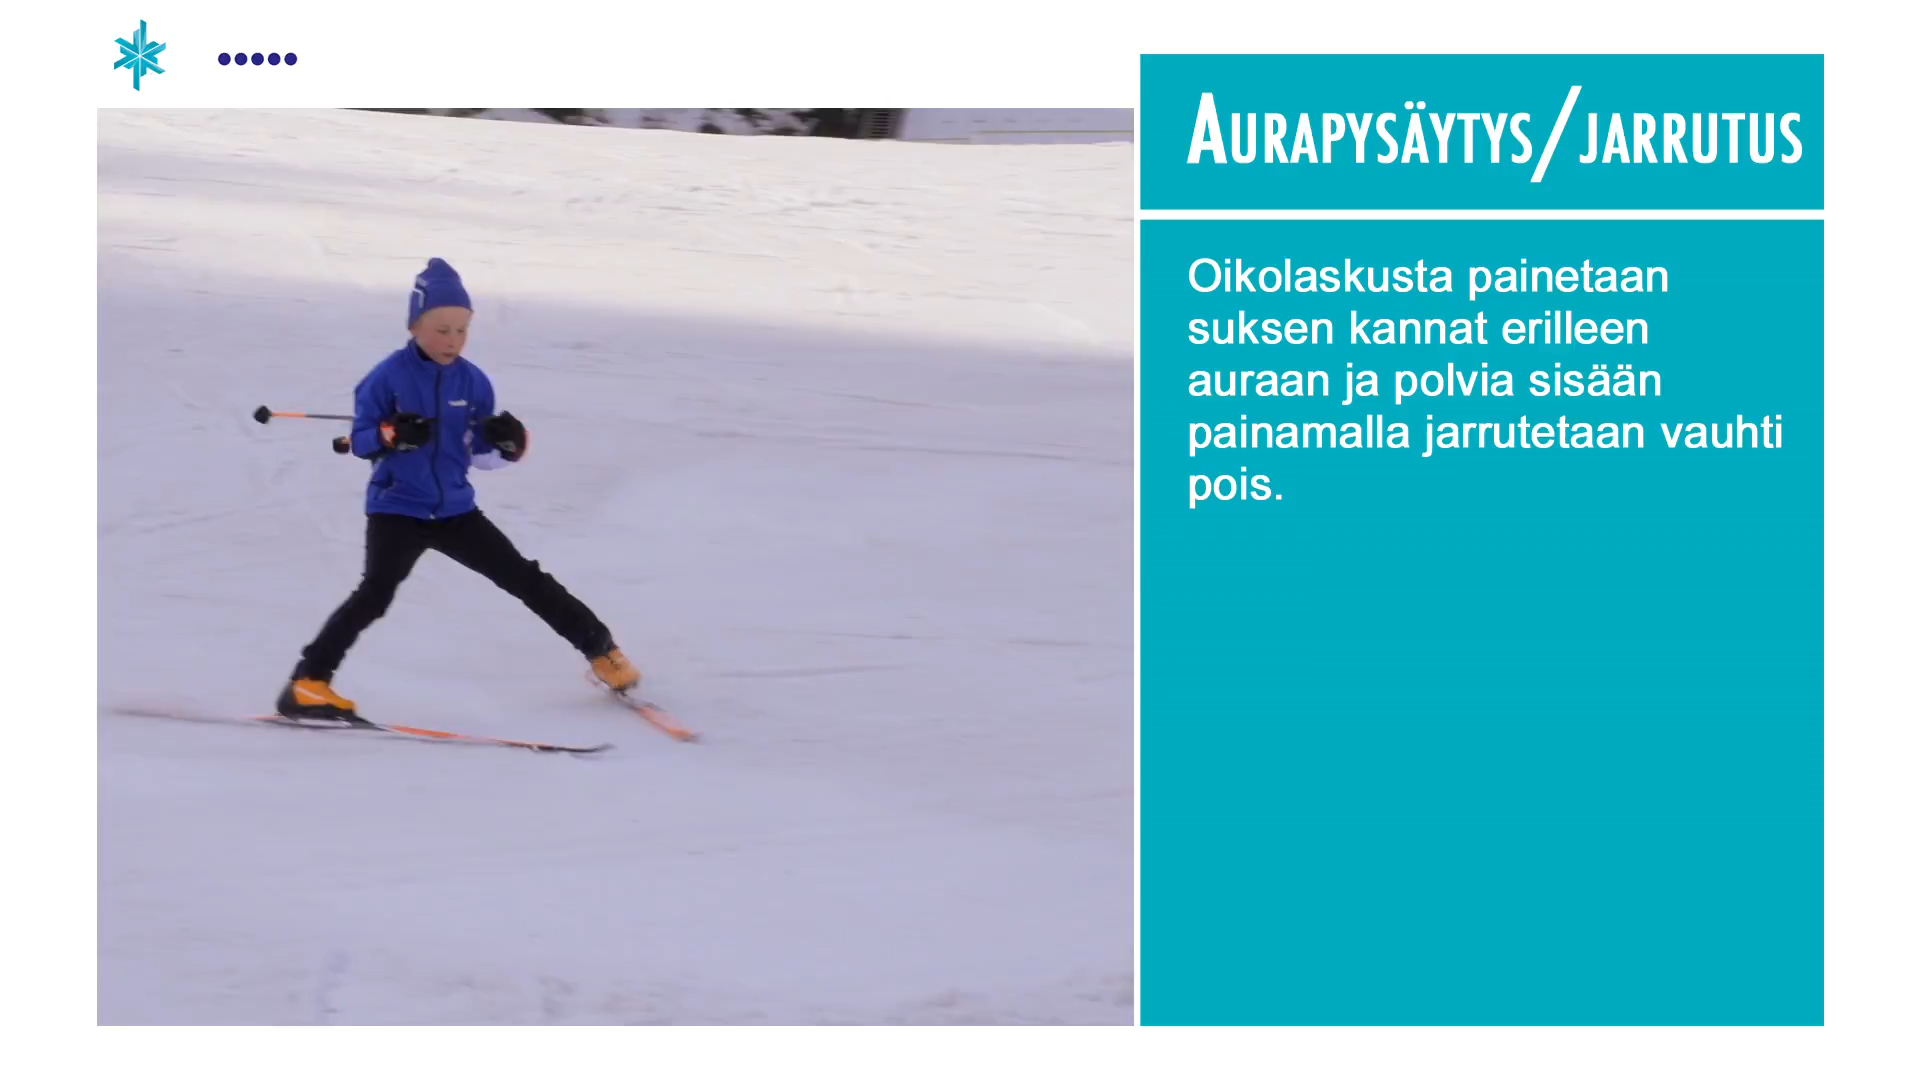 Aurapysäytys/jarrutus
Oikolaskusta painetaan
suksen kannat erilleen
auraan ja polvia sisään
painamalla jarrutetaan vauhti
pois.